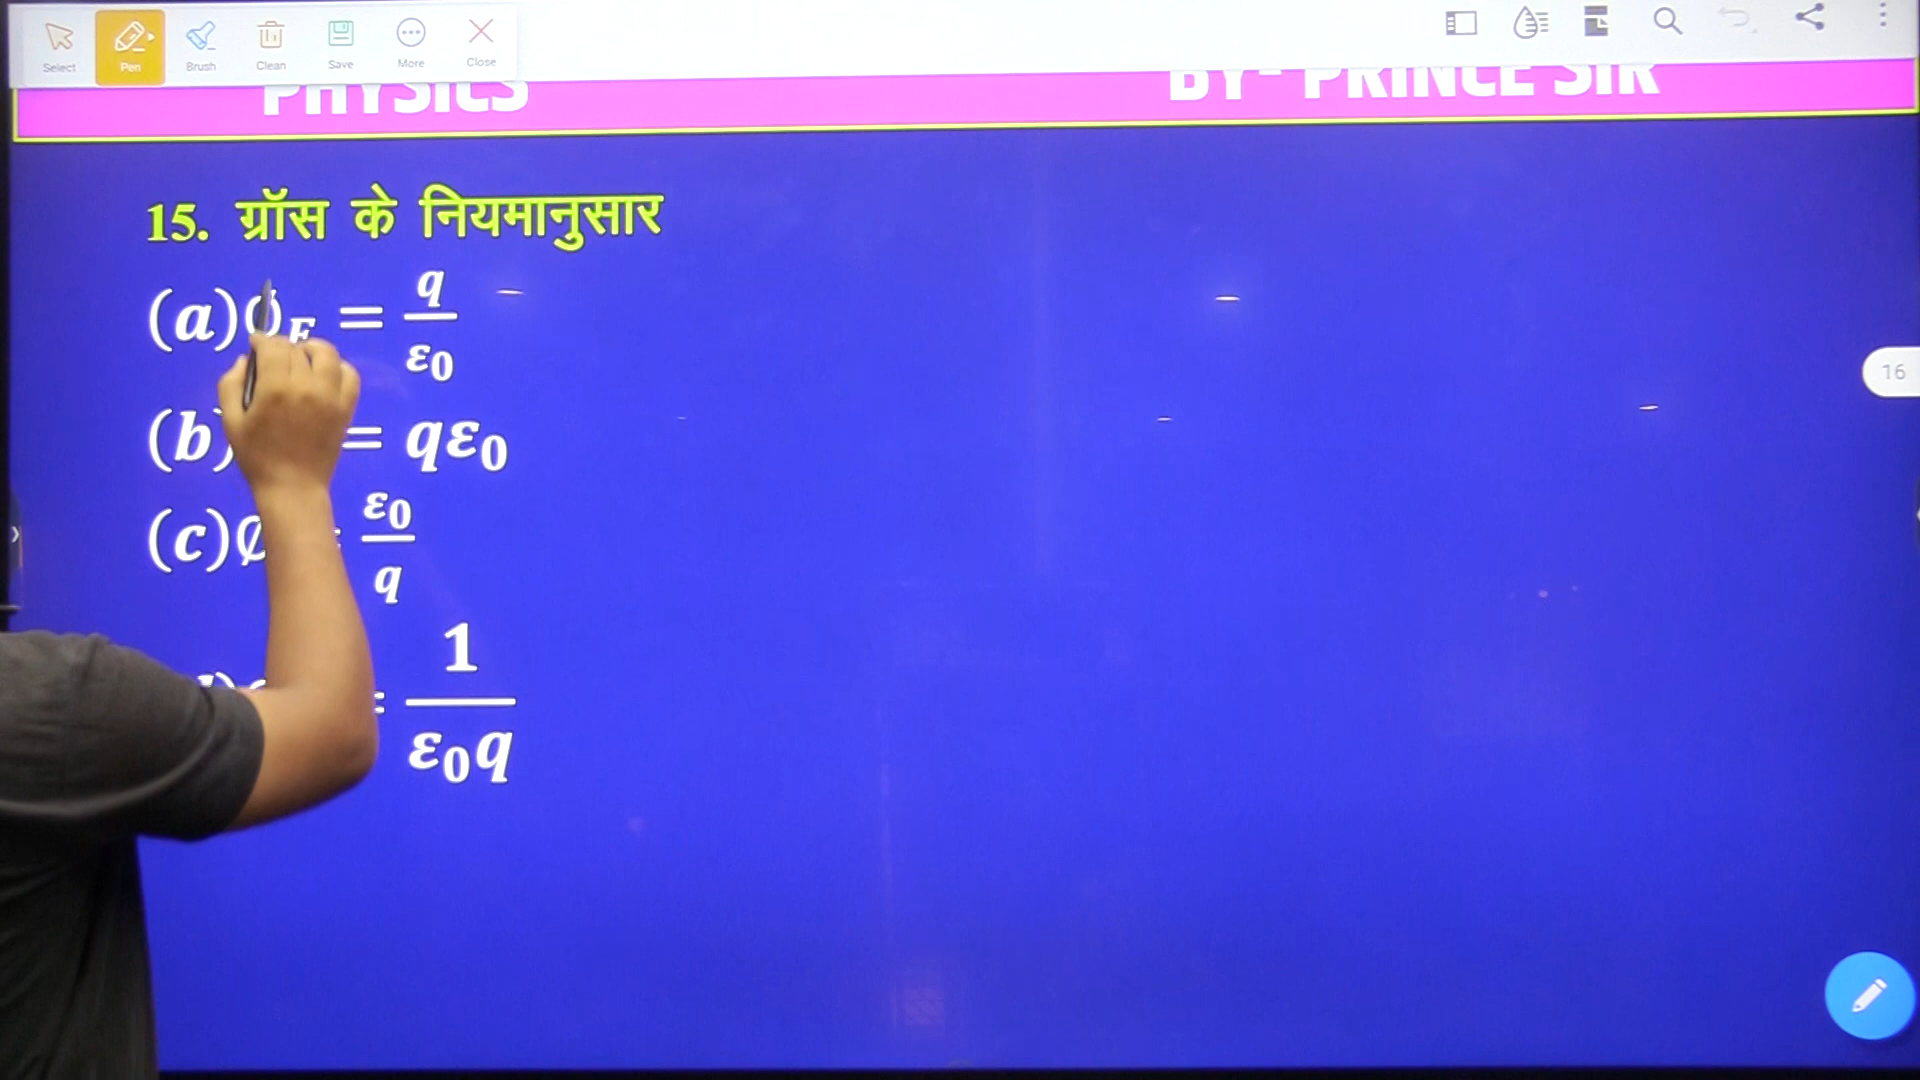 Select Pen Brush Clean Save More Close
PHYSICS BY- PRINCE SIR
15. ग्रॉस के नियमानुसार
(a)∅E = q/ε0
16
(b) = qε0
(c)∅ = ε0/q
= 1/ε0q